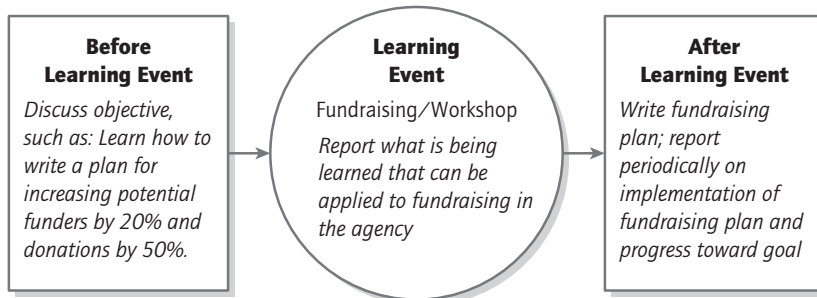 Before
Learning Event
Discuss objective,
such as: Learn how to
write a plan for
increasing potential
funders by 20% and
donations by 50%.
Learning
Event
Fundraising/Workshop
Report what is being
learned that can be
applied to fundraising in
the agency
After
Learning Event
Write fundraising
plan; report
periodically on
implementation of
fundraising plan and
progress toward goal